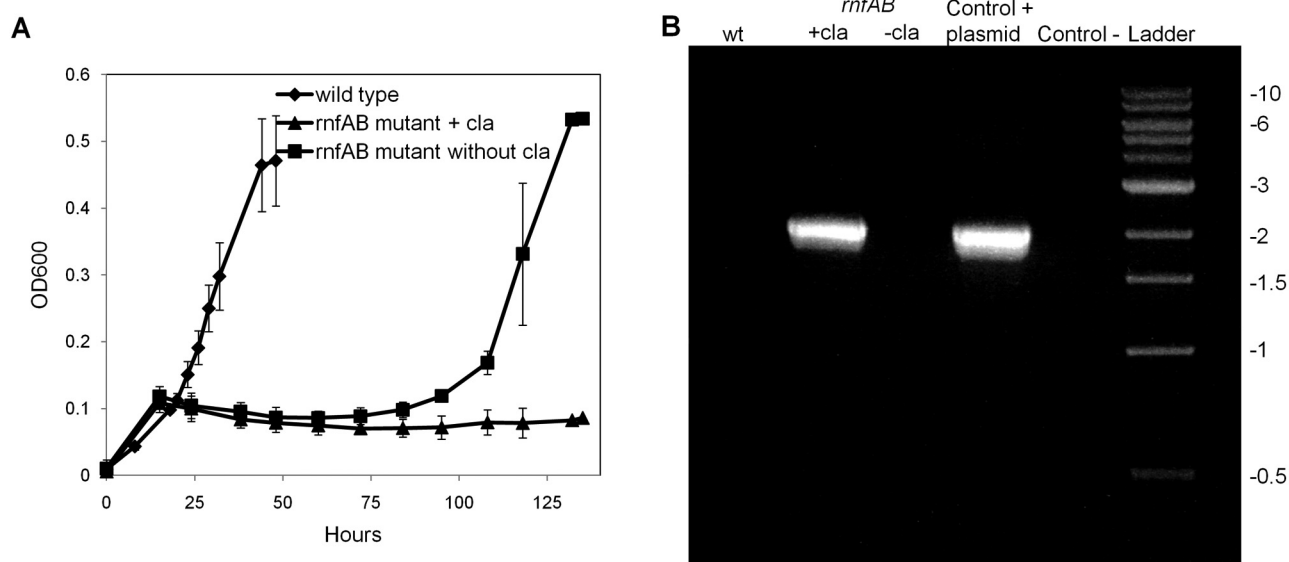 A
0.6
0.5
0.4
0.3
0.2
0.1
0
OD600
wild type
rnfAB mutant + cla
rnfAB mutant without cla
0 25 50 75 100 125
Hours
B
rnfAB Control +
wt +cla -cla plasmid Control - Ladder
-10
-6
-3
-2
-1.5
-1
-0.5